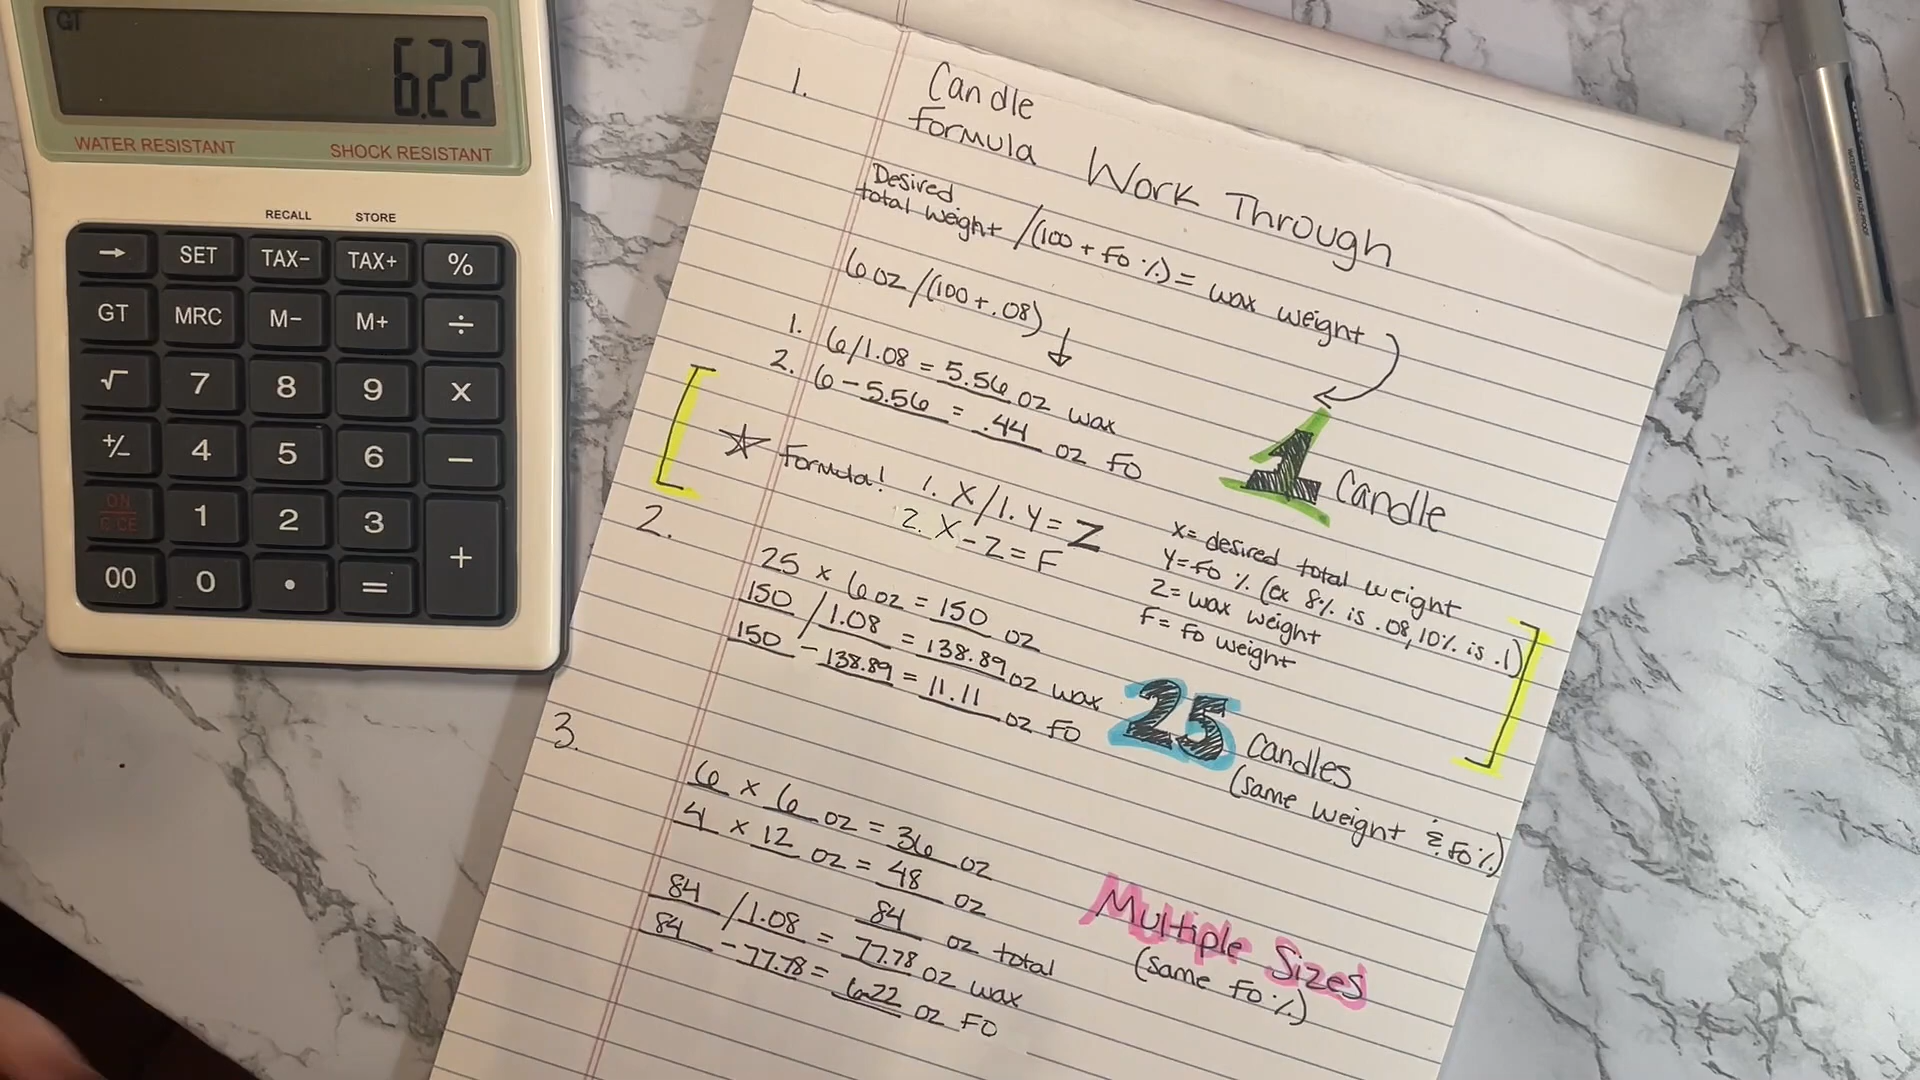 GT
6.22
WATER RESISTANT SHOCK RESISTANT
RECALL STORE
→ SET TAX- TAX+ %
GT MRC M- M+ ÷
√ 7 8 9 x
+/- 4 5 6 -
ON
C·CE 1 2 3
00 0 . = +
1. Candle
Formula Work Through
Desired
total weight /(100 + FO %) = wax weight
6 oz /(100 + .08)
1. 6/1.08 = 5.56 oz wax
2. 6 - 5.56 = .44 oz FO
1 Candle
☆ Formula! 1. X/1.Y = Z
2. X - Z = F
X = desired total weight
Y = FO % (ex 8% is .08, 10% is .1)
Z = wax weight
F = FO weight
2.
25 x 6 oz = 150 oz
150 / 1.08 = 138.89 oz wax
150 - 138.89 = 11.11 oz FO
25 Candles
(same weight & FO %)
3.
6 x 6 oz = 36 oz
4 x 12 oz = 48 oz
84 oz total
84 / 1.08 = 77.78 oz wax
84 - 77.78 = 6.22 oz FO
Multiple Sizes
(same FO %)